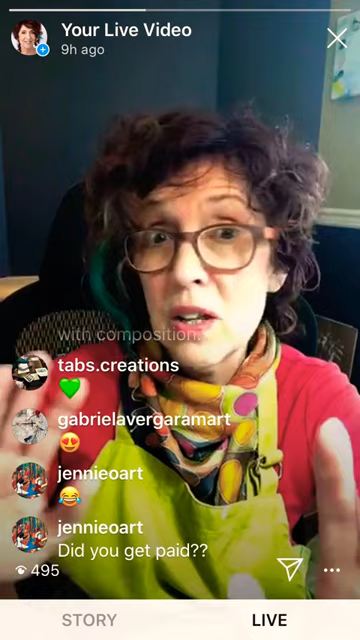 Your Live Video
9h ago
with composition.
tabs.creations
💚
gabrielavergaramart
😍
jennieoart
😂
jennieoart
Did you get paid??
495
STORY
LIVE